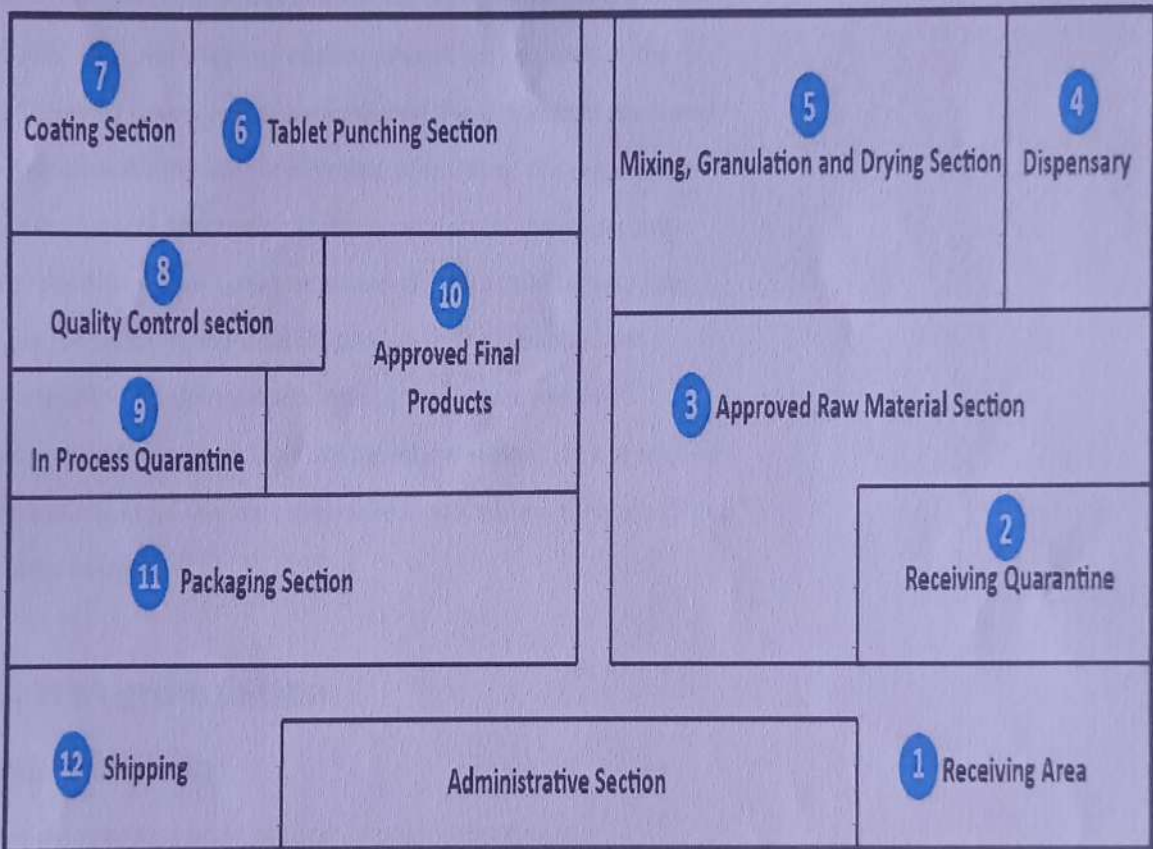 7
Coating Section
6 Tablet Punching Section
5
Mixing, Granulation and Drying Section
4
Dispensary
8
Quality Control section
10
Approved Final
Products
9
In Process Quarantine
3 Approved Raw Material Section
2
Receiving Quarantine
11 Packaging Section
12 Shipping
Administrative Section
1 Receiving Area